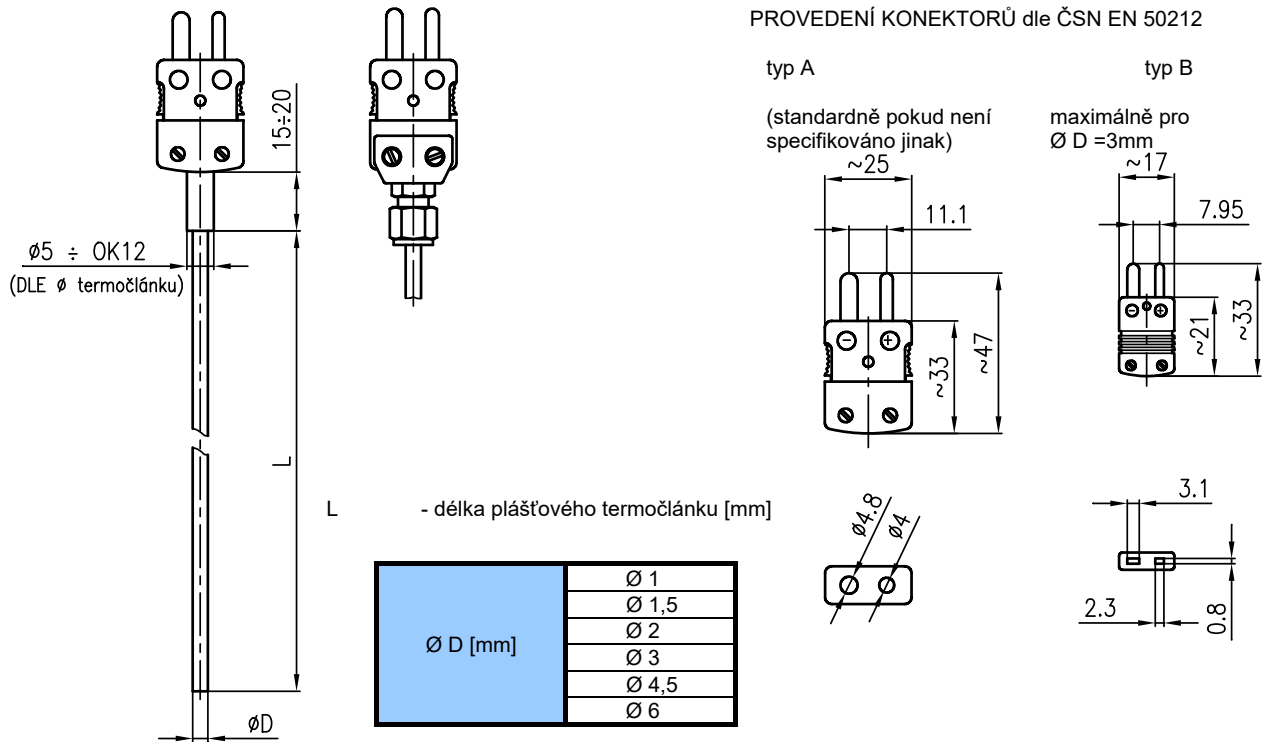 PROVEDENÍ KONEKTORŮ dle ČSN EN 50212
typ A
typ B
(standardně pokud není
specifikováno jinak)
maximálně pro
Ø D =3mm
15÷20
ø5 ÷ OK12
(DLE ø termočlánku)
L
øD
~25
11.1
~33
~47
~17
7.95
~21
~33
- +
- +
L - délka plášťového termočlánku [mm]
Ø D [mm]
Ø 1
Ø 1,5
Ø 2
Ø 3
Ø 4,5
Ø 6
ø4.8
ø4
3.1
2.3
0.8